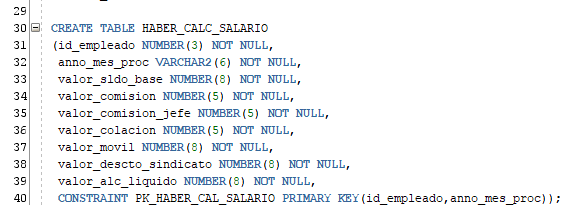 29
30 CREATE TABLE HABER_CALC_SALARIO
31 (id_empleado NUMBER(3) NOT NULL,
32 anno_mes_proc VARCHAR2(6) NOT NULL,
33 valor_sldo_base NUMBER(8) NOT NULL,
34 valor_comision NUMBER(5) NOT NULL,
35 valor_comision_jefe NUMBER(5) NOT NULL,
36 valor_colacion NUMBER(5) NOT NULL,
37 valor_movil NUMBER(8) NOT NULL,
38 valor_descto_sindicato NUMBER(8) NOT NULL,
39 valor_alc_liquido NUMBER(8) NOT NULL,
40 CONSTRAINT PK_HABER_CAL_SALARIO PRIMARY KEY(id_empleado,anno_mes_proc));